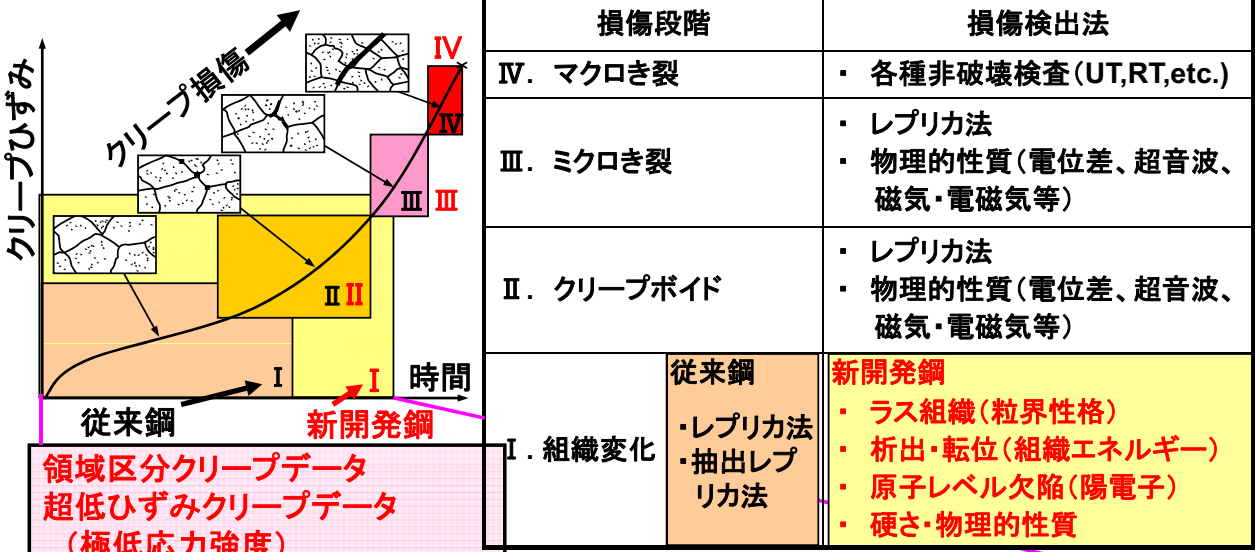 クリープひずみ
クリープ損傷
Ⅳ
Ⅳ
Ⅲ Ⅲ
Ⅱ Ⅱ
Ⅰ Ⅰ
時間
従来鋼
新開発鋼
領域区分クリープデータ
超低ひずみクリープデータ
（極低応力強度）
損傷段階 損傷検出法
Ⅳ．マクロき裂
・ 各種非破壊検査(UT,RT,etc.)
Ⅲ．ミクロき裂
・ レプリカ法
・ 物理的性質（電位差、超音波、
磁気・電磁気等）
Ⅱ．クリープボイド
・ レプリカ法
・ 物理的性質（電位差、超音波、
磁気・電磁気等）
Ⅰ．組織変化
従来鋼
・レプリカ法
・抽出レプ
リカ法
新開発鋼
・ ラス組織（粒界性格）
・ 析出・転位（組織エネルギー）
・ 原子レベル欠陥（陽電子）
・ 硬さ・物理的性質